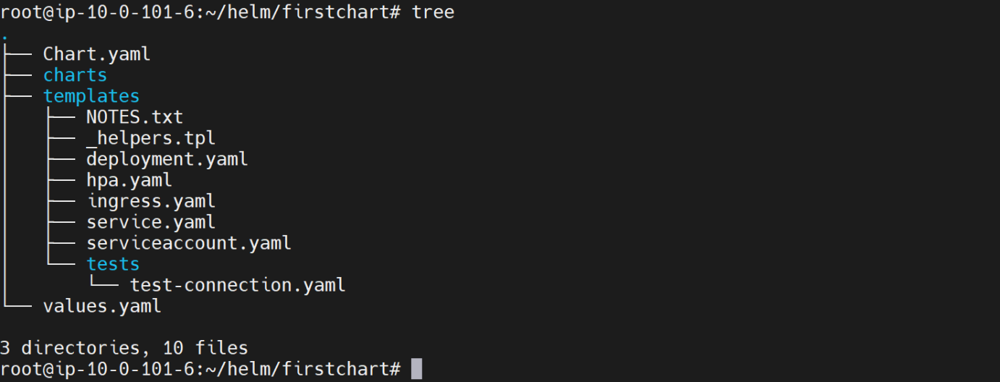 root@ip-10-0-101-6:~/helm/firstchart# tree
.
├── Chart.yaml
├── charts
├── templates
│   ├── NOTES.txt
│   ├── _helpers.tpl
│   ├── deployment.yaml
│   ├── hpa.yaml
│   ├── ingress.yaml
│   ├── service.yaml
│   ├── serviceaccount.yaml
│   └── tests
│       └── test-connection.yaml
└── values.yaml
3 directories, 10 files
root@ip-10-0-101-6:~/helm/firstchart#